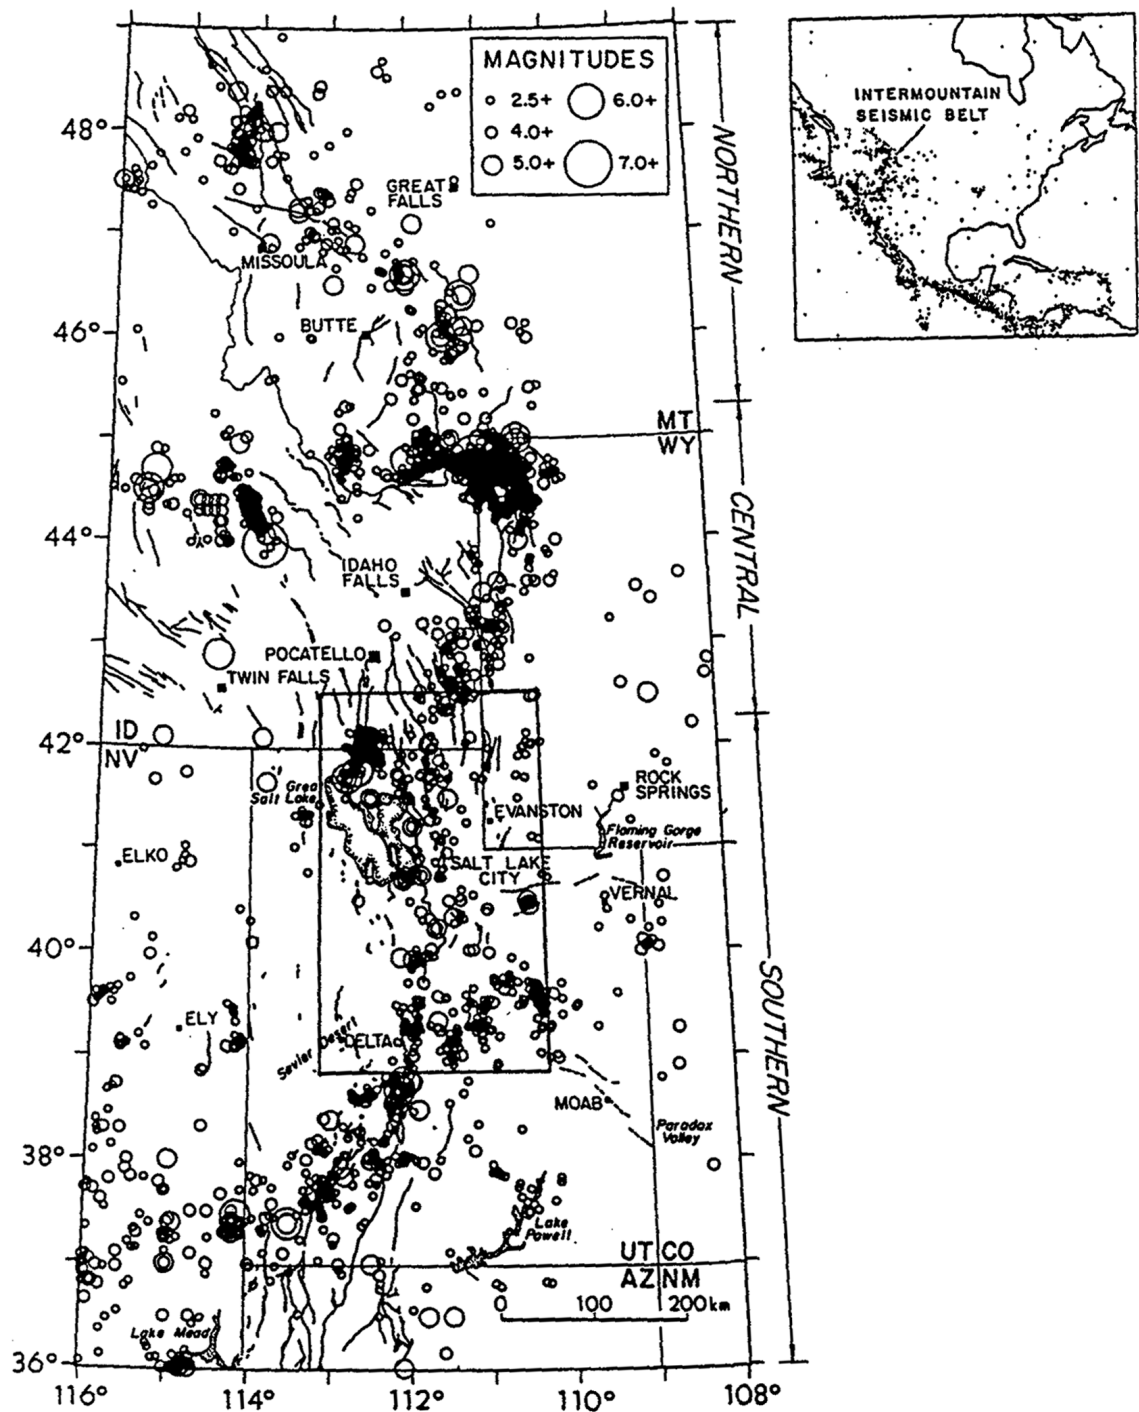 MAGNITUDES
2.5+
6.0+
4.0+
5.0+
7.0+
INTERMOUNTAIN
SEISMIC BELT
48°
GREAT
FALLS
MISSOULA
NORTHERN
46°
BUTTE
MT
WY
44°
IDAHO
FALLS
CENTRAL
POCATELLO
TWIN FALLS
ID
42°
NV
Great
Salt Lake
ROCK
SPRINGS
EVANSTON
Flaming Gorge
Reservoir
ELKO
SALT LAKE
CITY
VERNAL
40°
SOUTHERN
ELY
Sevier Desert
DELTA
MOAB
Paradox
Valley
38°
Lake
Powell
UT CO
AZ NM
0 100 200 km
Lake Mead
36°
116° 114° 112° 110° 108°